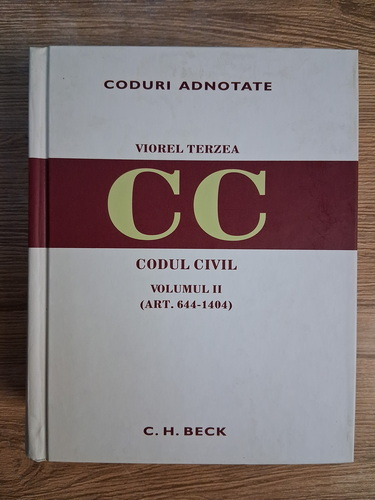 CODURI ADNOTATE
VIOREL TERZEA
CC
CODUL CIVIL
VOLUMUL II
(ART. 644-1404)
C. H. BECK